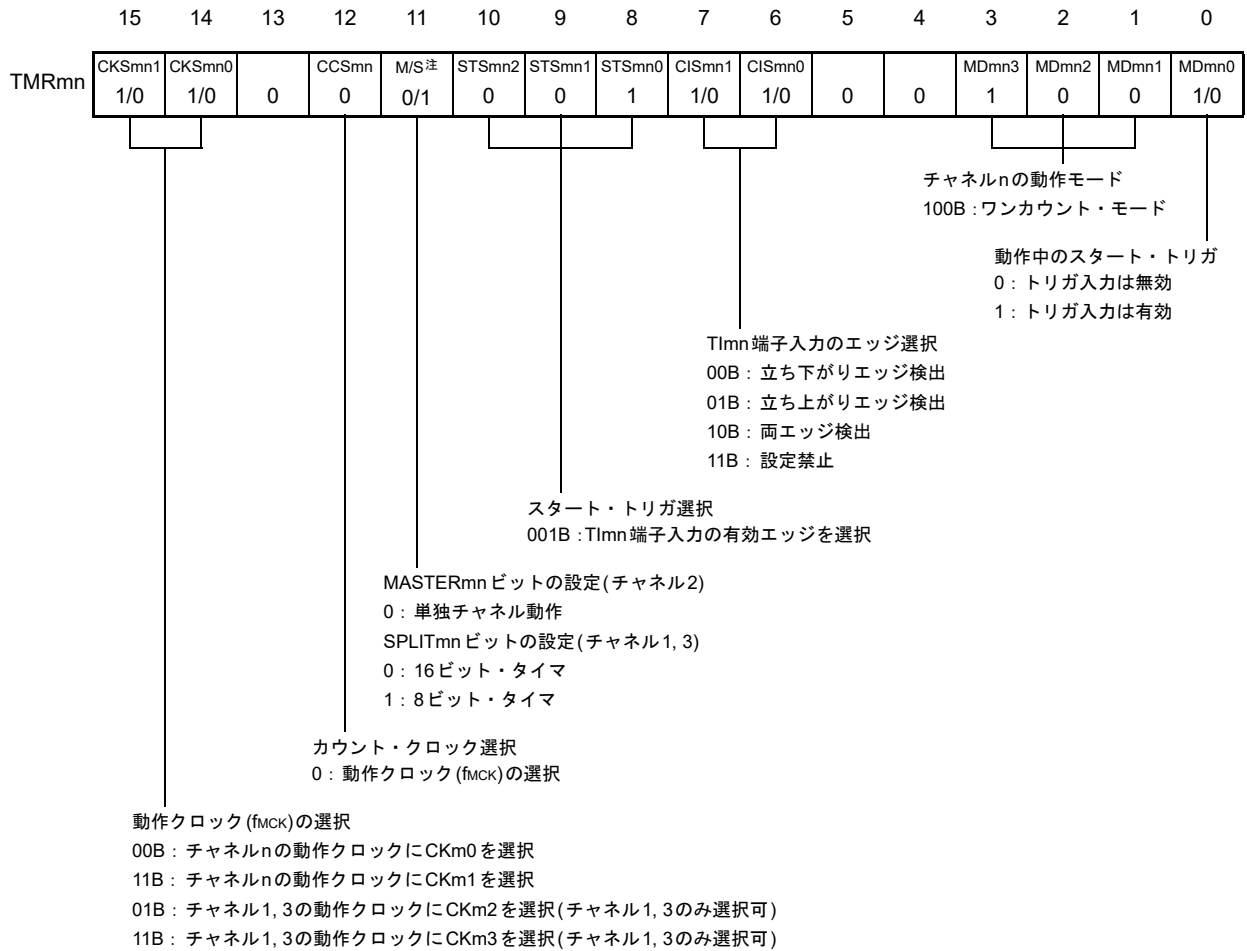 15 14 13 12 11 10 9 8 7 6 5 4 3 2 1 0
TMRmn
CKSmn1 CKSmn0 CCSmn M/S注 STSmn2 STSmn1 STSmn0 CISmn1 CISmn0 MDmn3 MDmn2 MDmn1 MDmn0
1/0 1/0 0 0 0/1 0 0 1 1/0 1/0 0 0 1 0 0 1/0
チャネルnの動作モード
100B：ワンカウント・モード
動作中のスタート・トリガ
0：トリガ入力は無効
1：トリガ入力は有効
TImn端子入力のエッジ選択
00B：立ち下がりエッジ検出
01B：立ち上がりエッジ検出
10B：両エッジ検出
11B：設定禁止
スタート・トリガ選択
001B：TImn端子入力の有効エッジを選択
MASTERmnビットの設定(チャネル2)
0：単独チャネル動作
SPLITmnビットの設定(チャネル1, 3)
0：16ビット・タイマ
1：8ビット・タイマ
カウント・クロック選択
0：動作クロック(fMCK)の選択
動作クロック(fMCK)の選択
00B：チャネルnの動作クロックにCKm0を選択
11B：チャネルnの動作クロックにCKm1を選択
01B：チャネル1, 3の動作クロックにCKm2を選択(チャネル1, 3のみ選択可)
11B：チャネル1, 3の動作クロックにCKm3を選択(チャネル1, 3のみ選択可)